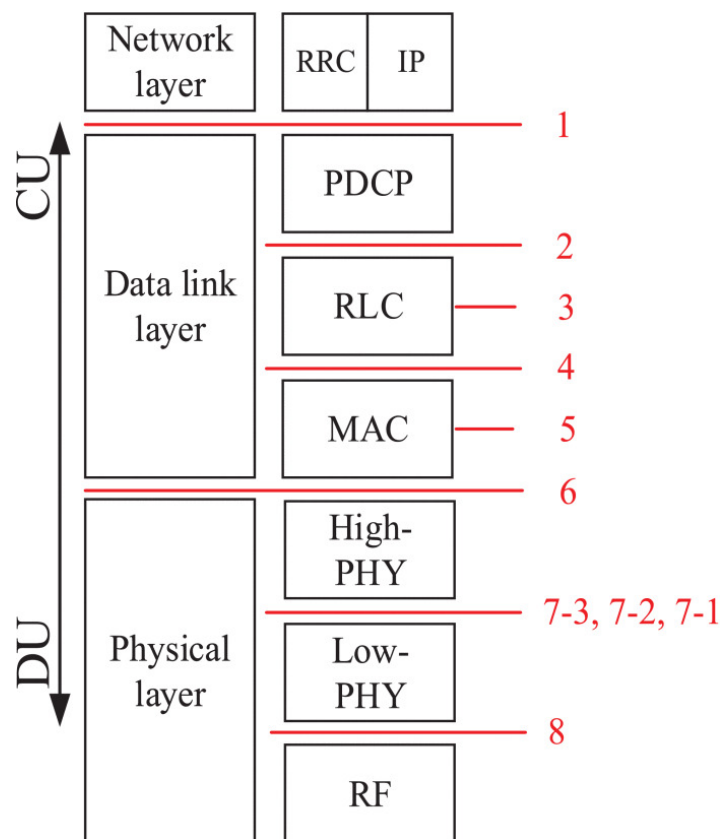 Network
layer
RRC
IP
1
CU
PDCP
2
Data link
layer
RLC
3
4
MAC
5
6
High-
PHY
7-3, 7-2, 7-1
DU
Physical
layer
Low-
PHY
8
RF